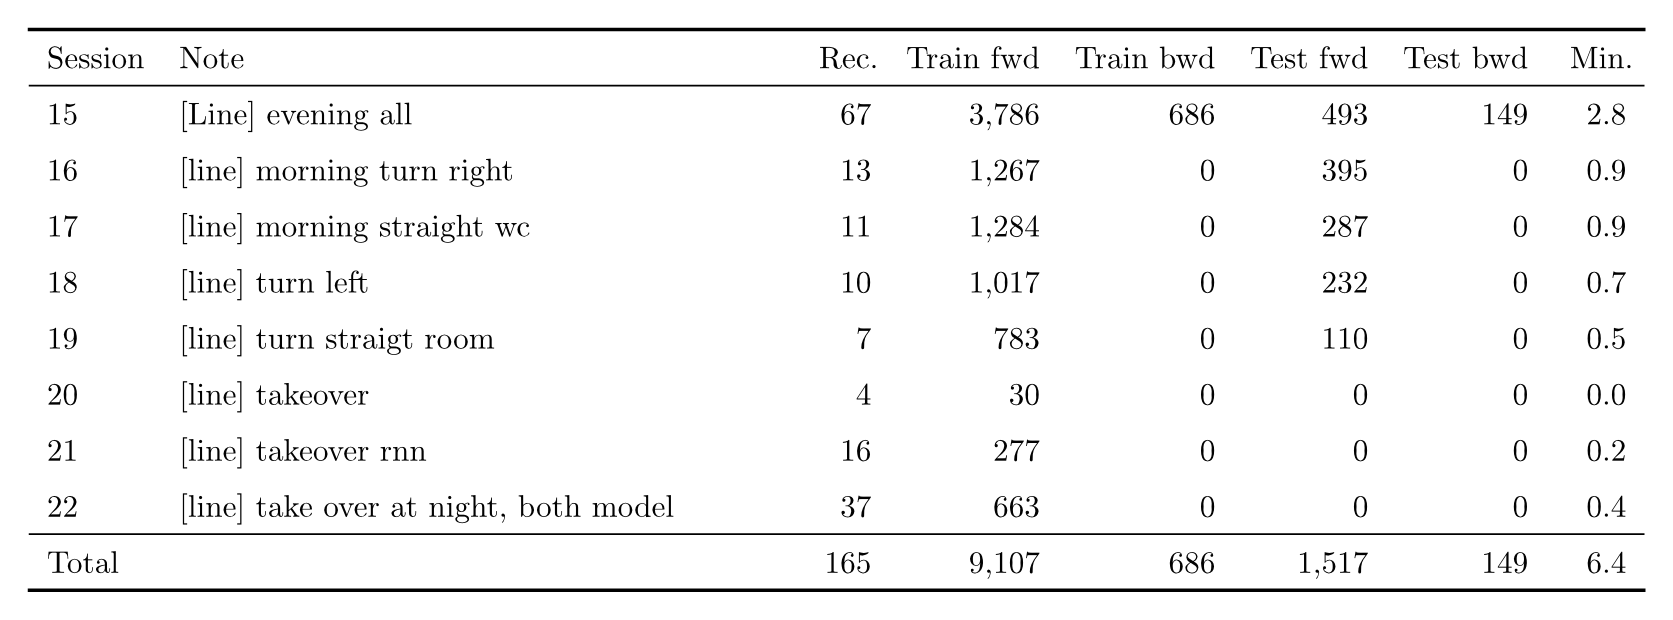 Session Note Rec. Train fwd Train bwd Test fwd Test bwd Min.
15 [Line] evening all 67 3,786 686 493 149 2.8
16 [line] morning turn right 13 1,267 0 395 0 0.9
17 [line] morning straight wc 11 1,284 0 287 0 0.9
18 [line] turn left 10 1,017 0 232 0 0.7
19 [line] turn straigt room 7 783 0 110 0 0.5
20 [line] takeover 4 30 0 0 0 0.0
21 [line] takeover rnn 16 277 0 0 0 0.2
22 [line] take over at night, both model 37 663 0 0 0 0.4
Total 165 9,107 686 1,517 149 6.4